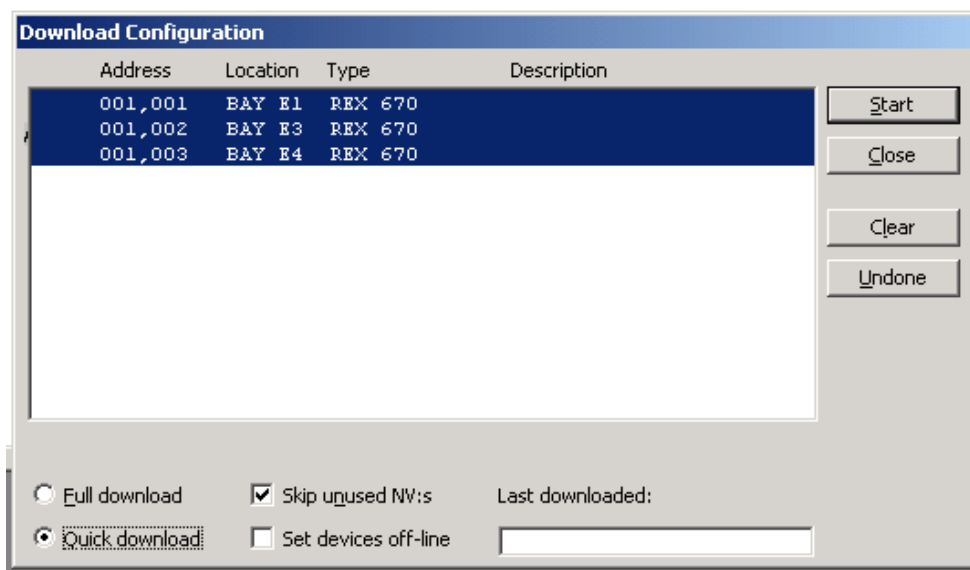 Download Configuration
Address Location Type Description
001,001 BAY E1 REX 670
001,002 BAY E3 REX 670
001,003 BAY E4 REX 670
Start
Close
Clear
Undone
Full download Skip unused NV:s Last downloaded:
Quick download Set devices off-line